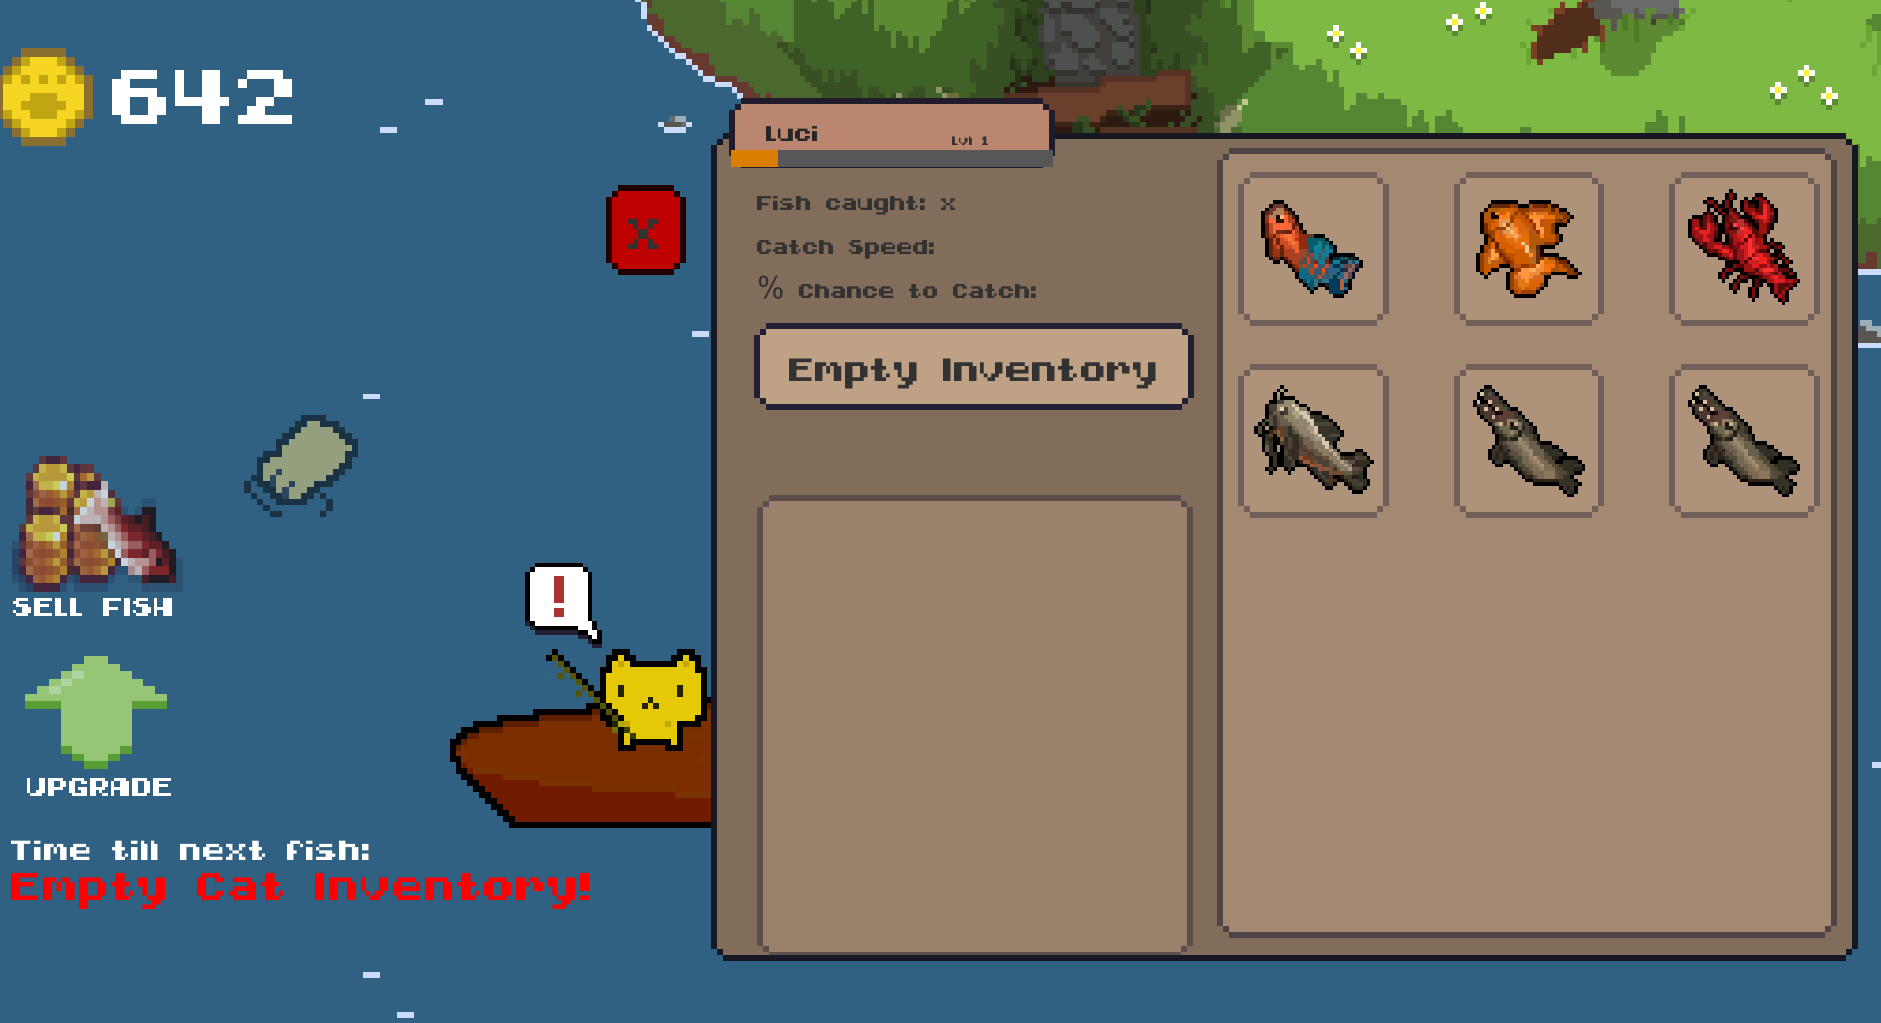 642
Luci
Lvl 1
X
Fish caught: x
Catch Speed:
% Chance to Catch:
Empty Inventory
!
SELL FISH
UPGRADE
Time till next fish:
Empty Cat Inventory!